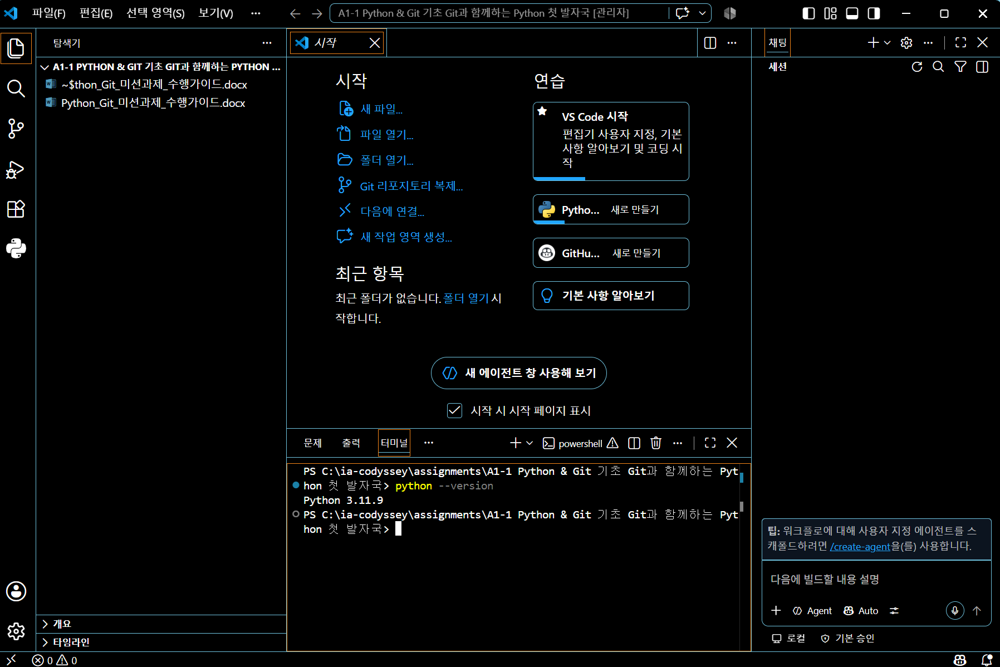 파일(F) 편집(E) 선택 영역(S) 보기(V) ··· A1-1 Python & Git 기초 Git과 함께하는 Python 첫 발자국 [관리자]
탐색기
A1-1 PYTHON & GIT 기초 GIT과 함께하는 PYTHON ...
~$thon_Git_미션과제_수행가이드.docx
Python_Git_미션과제_수행가이드.docx
개요
타임라인
시작
시작
새 파일...
파일 열기...
폴더 열기...
Git 리포지토리 복제...
다음에 연결...
새 작업 영역 생성...
최근 항목
최근 폴더가 없습니다. 폴더 열기 시
작합니다.
연습
VS Code 시작
편집기 사용자 지정, 기본
사항 알아보기 및 코딩 시
작
Pytho... 새로 만들기
GitHu... 새로 만들기
기본 사항 알아보기
새 에이전트 창 사용해 보기
시작 시 시작 페이지 표시
문제 출력 터미널 ··· powershell
PS C:\ia-codyssey\assignments\A1-1 Python & Git 기초 Git과 함께하는 Pyt
hon 첫 발자국> python --version
Python 3.11.9
PS C:\ia-codyssey\assignments\A1-1 Python & Git 기초 Git과 함께하는 Pyt
hon 첫 발자국>
채팅
세션
팁: 워크플로에 대해 사용자 지정 에이전트를 스
캐폴드하려면 /create-agent을(를) 사용합니다.
다음에 빌드할 내용 설명
Agent Auto
로컬 기본 승인
0 0